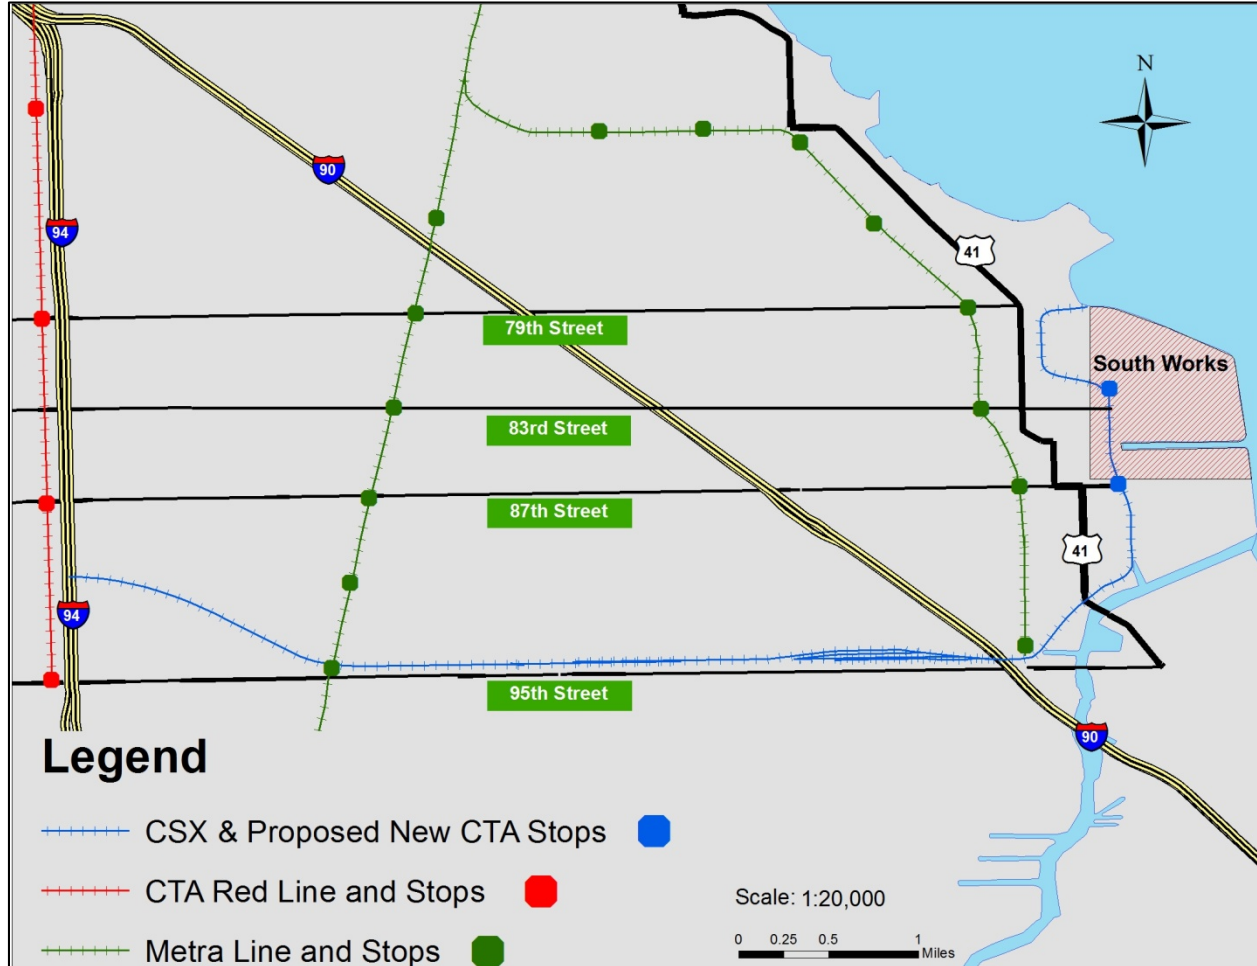 N
90
94
41
79th Street
South Works
83rd Street
87th Street
41
94
95th Street
90
Legend
CSX & Proposed New CTA Stops
CTA Red Line and Stops
Metra Line and Stops
Scale: 1:20,000
0 0.25 0.5 1
Miles